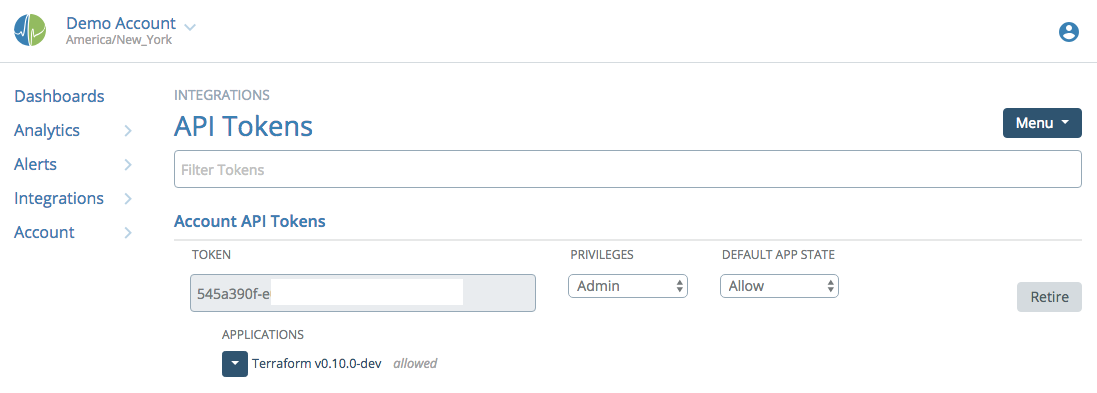 Demo Account
America/New_York
Dashboards
Analytics
Alerts
Integrations
Account
INTEGRATIONS
API Tokens
Menu
Filter Tokens
Account API Tokens
TOKEN PRIVILEGES DEFAULT APP STATE
545a390f-e Admin Allow Retire
APPLICATIONS
Terraform v0.10.0-dev allowed